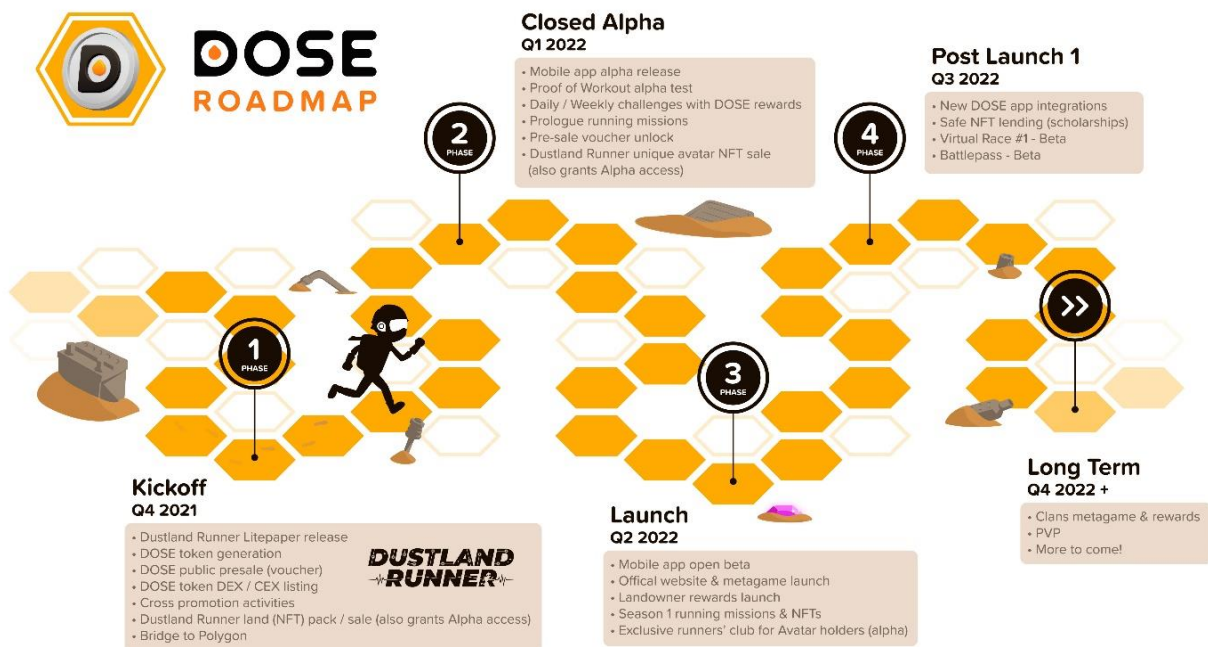 DOSE
ROADMAP
1
PHASE
Kickoff
Q4 2021
• Dustland Runner Litepaper release
• DOSE token generation
• DOSE public presale (voucher)
• DOSE token DEX / CEX listing
• Cross promotion activities
• Dustland Runner land (NFT) pack / sale (also grants Alpha access)
• Bridge to Polygon
DUSTLAND
RUNNER
2
PHASE
Closed Alpha
Q1 2022
• Mobile app alpha release
• Proof of Workout alpha test
• Daily / Weekly challenges with DOSE rewards
• Prologue running missions
• Pre-sale voucher unlock
• Dustland Runner unique avatar NFT sale
(also grants Alpha access)
3
PHASE
Launch
Q2 2022
• Mobile app open beta
• Offical website & metagame launch
• Landowner rewards launch
• Season 1 running missions & NFTs
• Exclusive runners' club for Avatar holders (alpha)
4
PHASE
Post Launch 1
Q3 2022
• New DOSE app integrations
• Safe NFT lending (scholarships)
• Virtual Race #1 - Beta
• Battlepass - Beta
Long Term
Q4 2022 +
• Clans metagame & rewards
• PVP
• More to come!